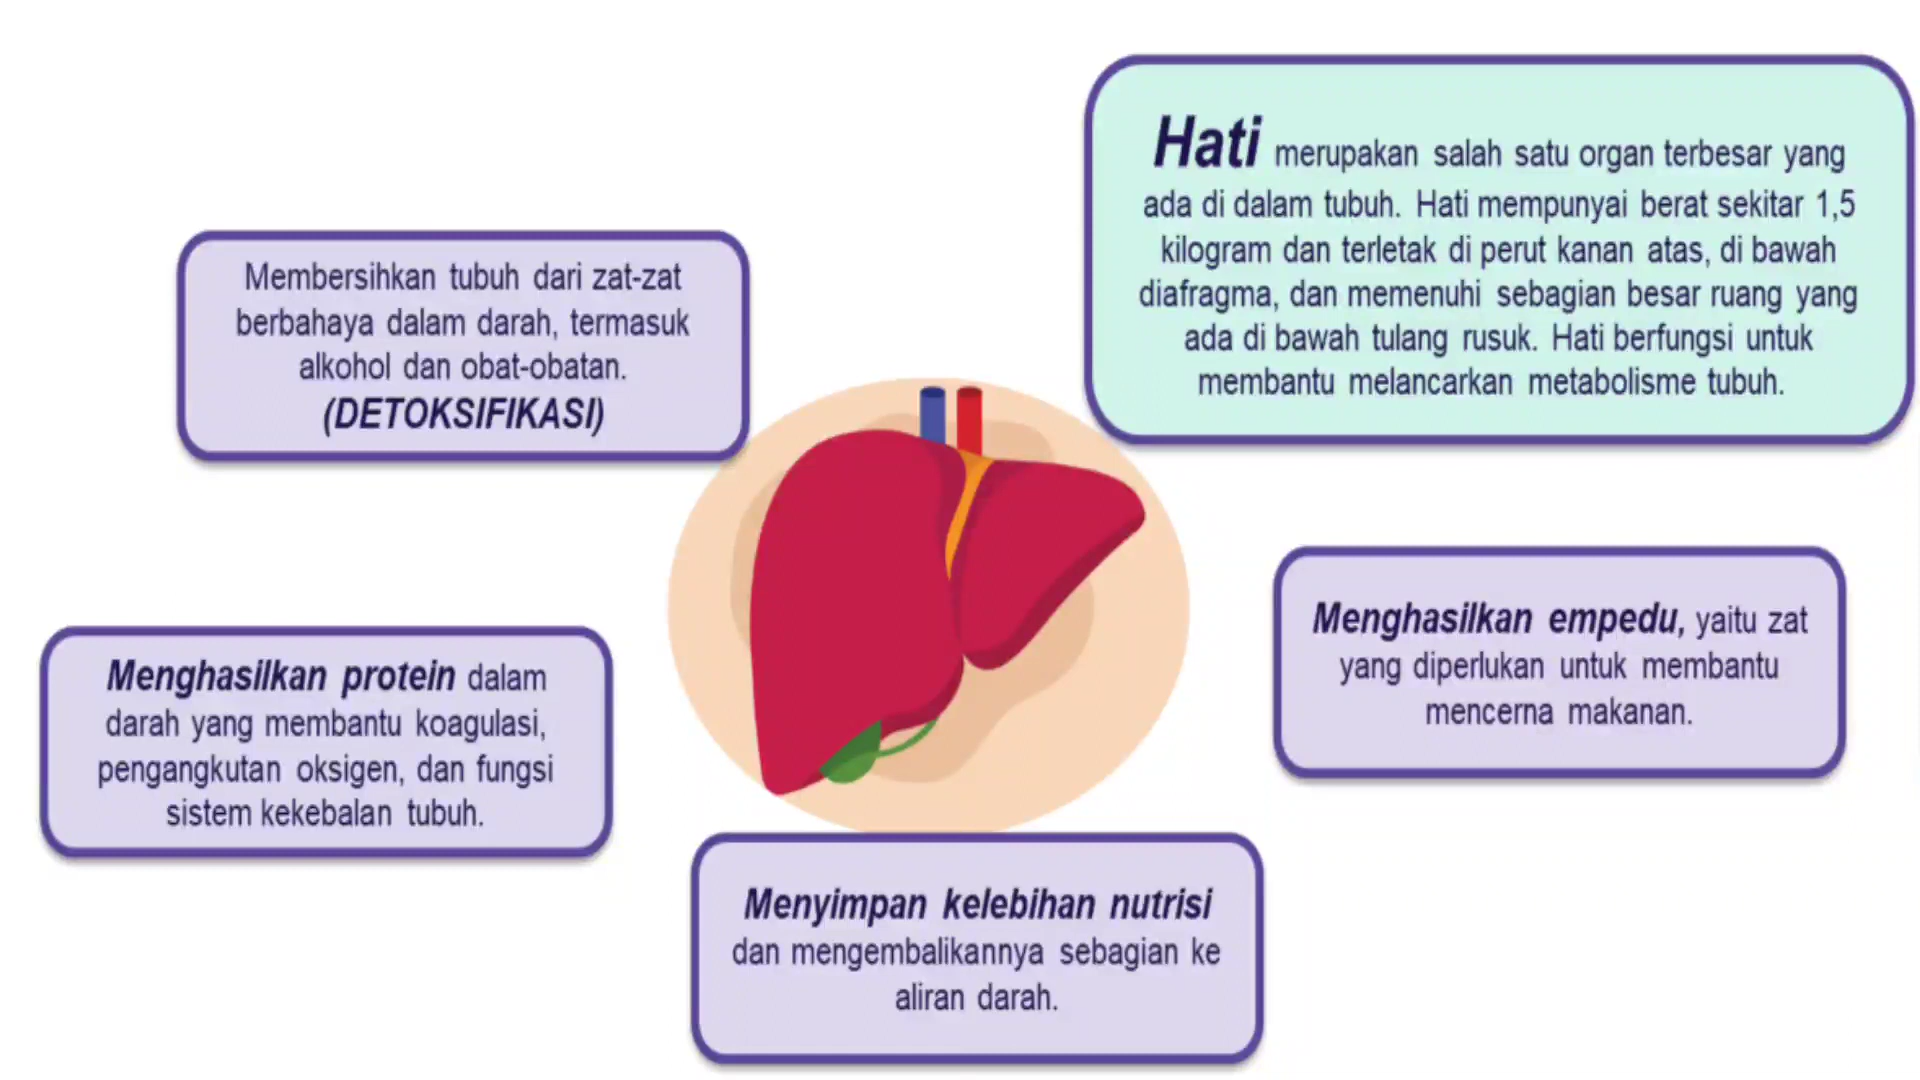 Hati merupakan salah satu organ terbesar yang
ada di dalam tubuh. Hati mempunyai berat sekitar 1,5
kilogram dan terletak di perut kanan atas, di bawah
diafragma, dan memenuhi sebagian besar ruang yang
ada di bawah tulang rusuk. Hati berfungsi untuk
membantu melancarkan metabolisme tubuh.
Membersihkan tubuh dari zat-zat
berbahaya dalam darah, termasuk
alkohol dan obat-obatan.
(DETOKSIFIKASI)
Menghasilkan protein dalam
darah yang membantu koagulasi,
pengangkutan oksigen, dan fungsi
sistem kekebalan tubuh.
Menghasilkan empedu, yaitu zat
yang diperlukan untuk membantu
mencerna makanan.
Menyimpan kelebihan nutrisi
dan mengembalikannya sebagian ke
aliran darah.